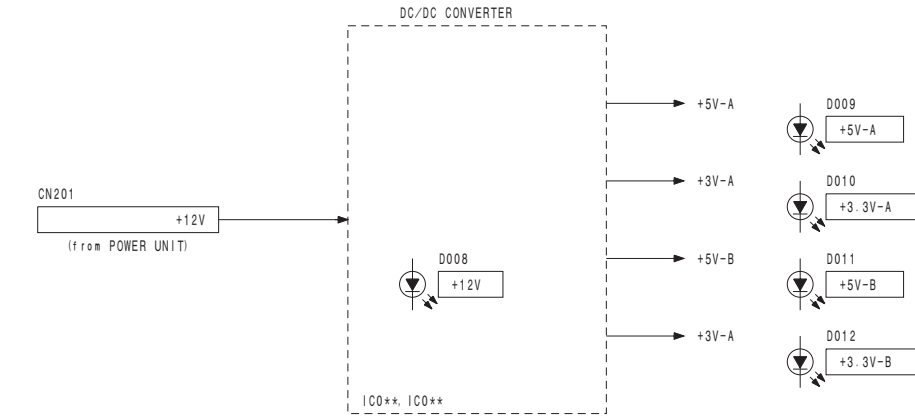 DC/DC CONVERTER
+5V-A
D009
+5V-A
CN201
+12V
(from POWER UNIT)
+3V-A
D010
+3.3V-A
D008
+12V
+5V-B
D011
+5V-B
+3V-A
D012
+3.3V-B
IC0**, IC0**